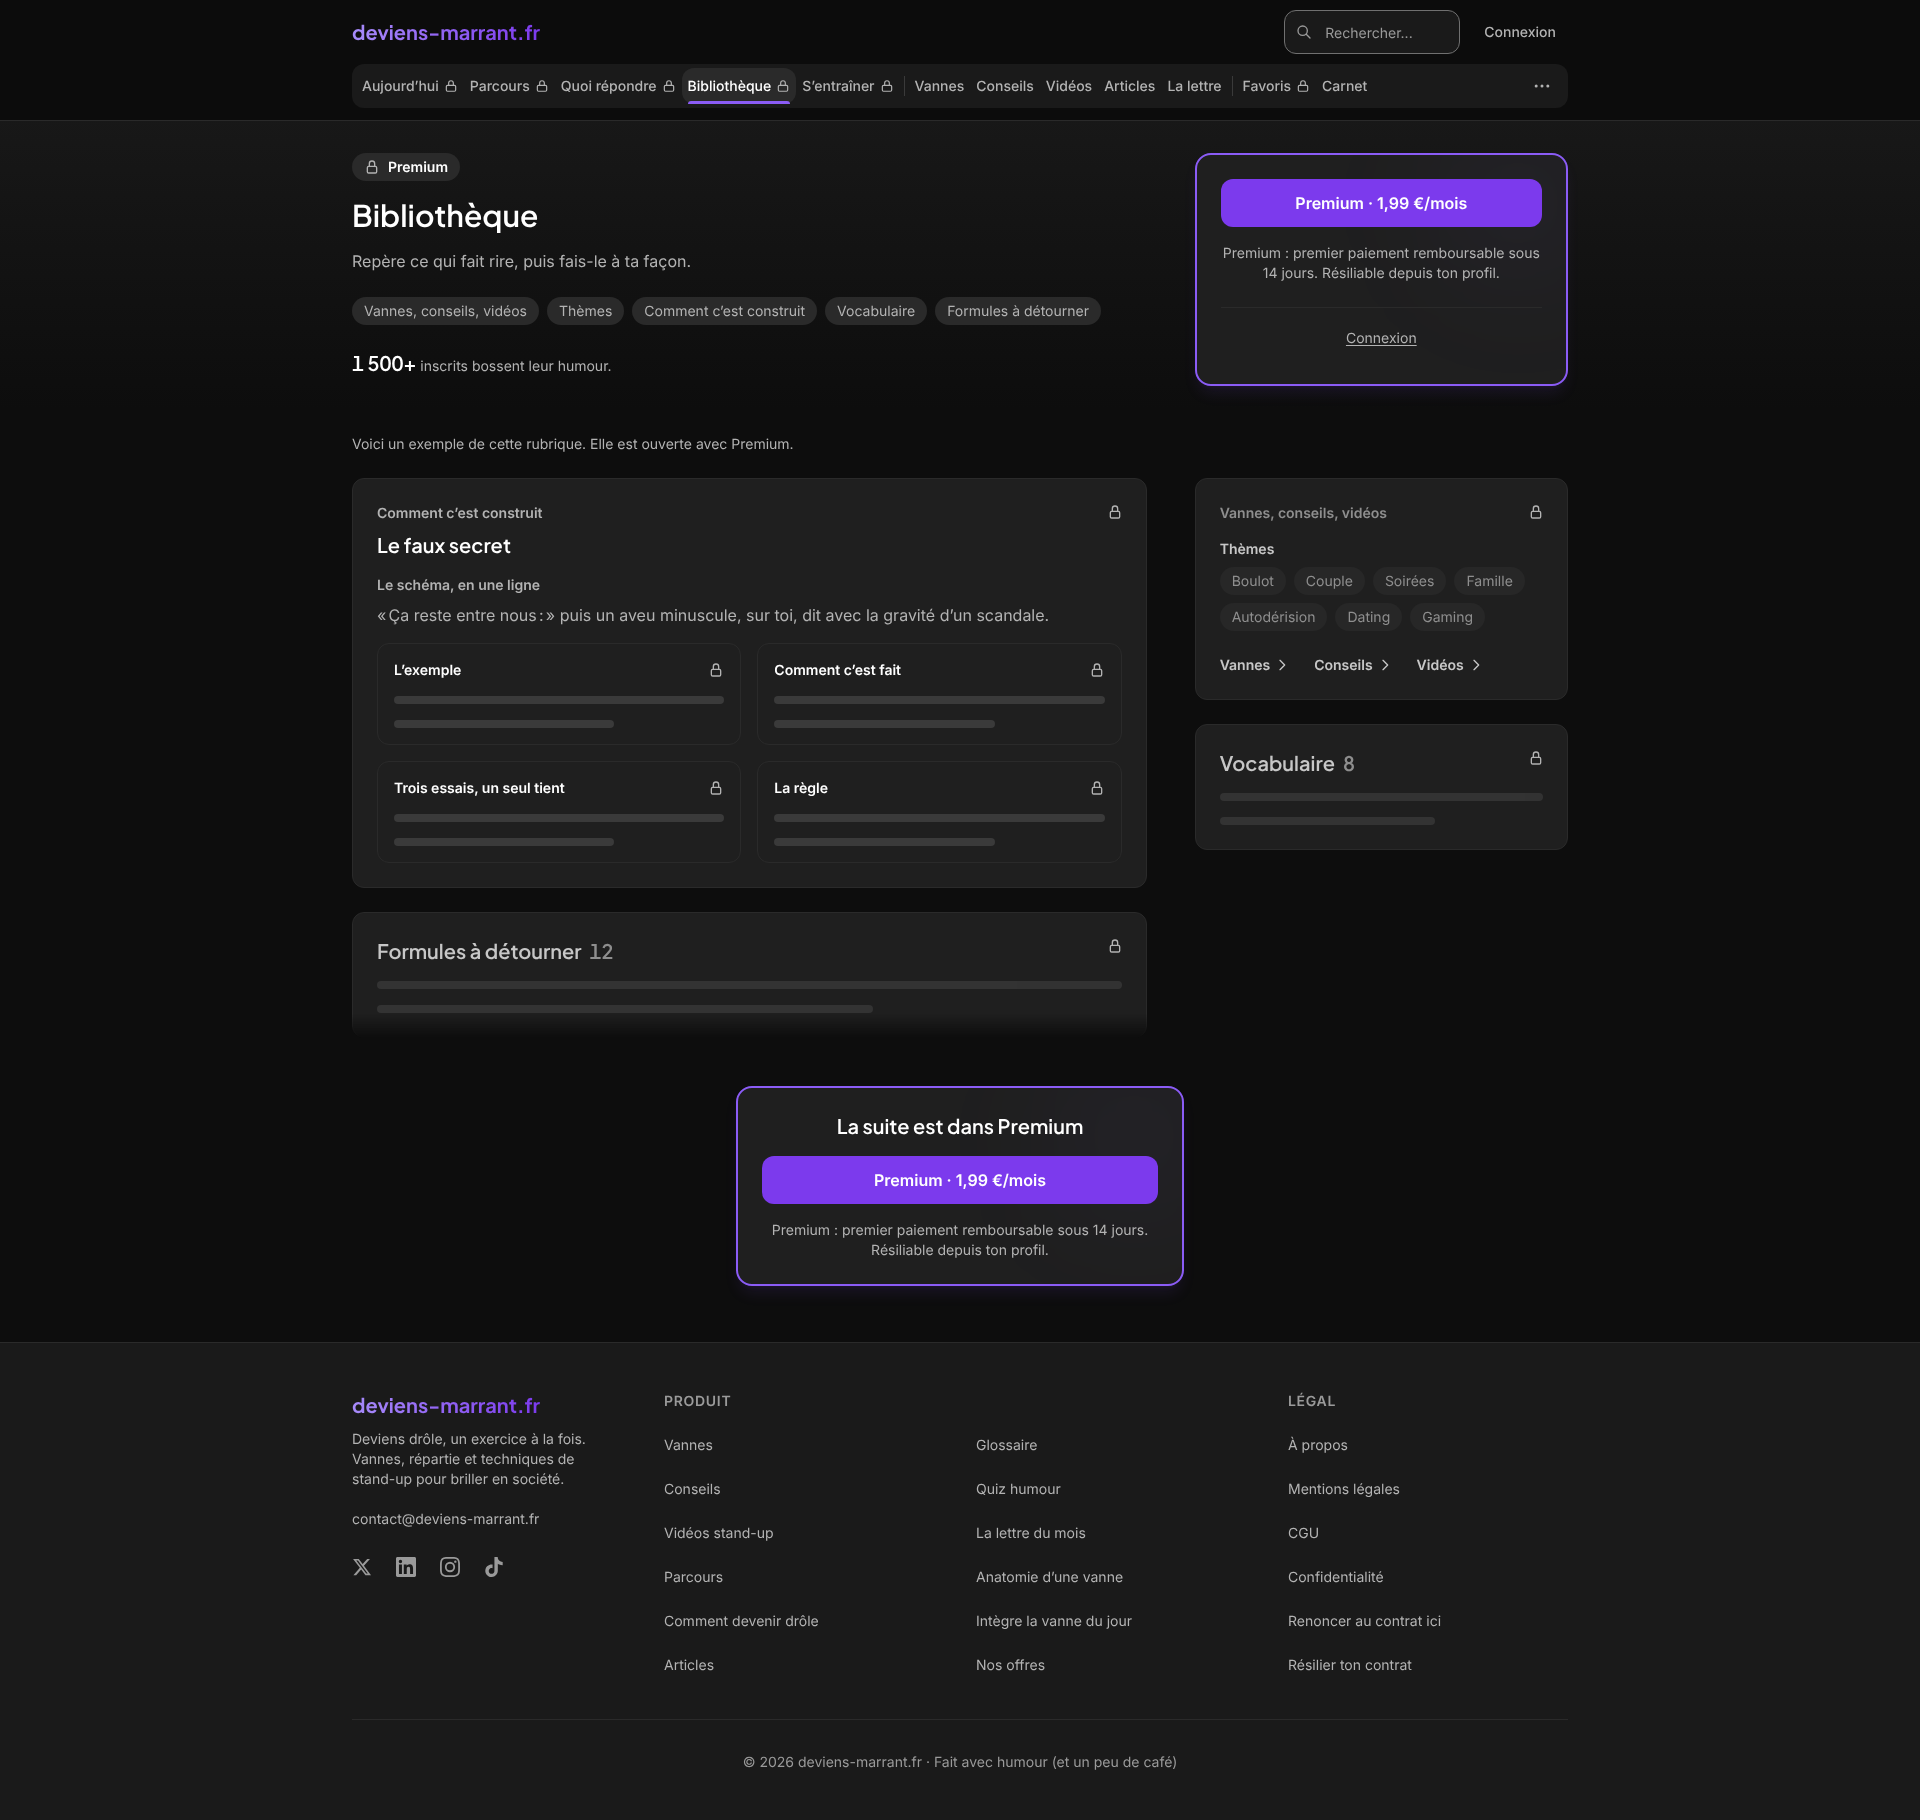 deviens-marrant.fr
Rechercher...
Connexion
Aujourd’hui
Parcours
Quoi répondre
Bibliothèque
S’entraîner
Vannes
Conseils
Vidéos
Articles
La lettre
Favoris
Carnet
Premium
Bibliothèque
Repère ce qui fait rire, puis fais-le à ta façon.
Vannes, conseils, vidéos
Thèmes
Comment c’est construit
Vocabulaire
Formules à détourner
1 500+ inscrits bossent leur humour.
Premium · 1,99 €/mois
Premium : premier paiement remboursable sous
14 jours. Résiliable depuis ton profil.
Connexion
Voici un exemple de cette rubrique. Elle est ouverte avec Premium.
Comment c’est construit
Le faux secret
Le schéma, en une ligne
« Ça reste entre nous : » puis un aveu minuscule, sur toi, dit avec la gravité d’un scandale.
L’exemple
Comment c’est fait
Trois essais, un seul tient
La règle
Formules à détourner 12
Vannes, conseils, vidéos
Thèmes
Boulot
Couple
Soirées
Famille
Autodérision
Dating
Gaming
Vannes
Conseils
Vidéos
Vocabulaire 8
La suite est dans Premium
Premium · 1,99 €/mois
Premium : premier paiement remboursable sous 14 jours.
Résiliable depuis ton profil.
deviens-marrant.fr
Deviens drôle, un exercice à la fois.
Vannes, répartie et techniques de
stand-up pour briller en société.
contact@deviens-marrant.fr
PRODUIT
Vannes
Conseils
Vidéos stand-up
Parcours
Comment devenir drôle
Articles
Glossaire
Quiz humour
La lettre du mois
Anatomie d’une vanne
Intègre la vanne du jour
Nos offres
LÉGAL
À propos
Mentions légales
CGU
Confidentialité
Renoncer au contrat ici
Résilier ton contrat
© 2026 deviens-marrant.fr · Fait avec humour (et un peu de café)